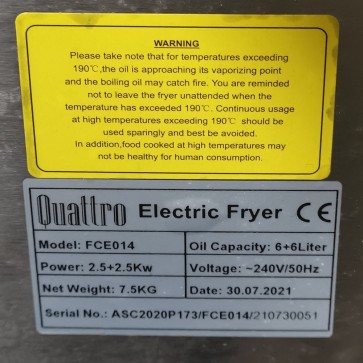 WARNING
Please take note that for temperatures exceeding
190℃,the oil is approaching its vaporizing point
and the boiling oil may catch fire. You are reminded
not to leave the fryer unattended when the
temperature has exceeded 190℃. Continuous usage
at high temperatures exceeding 190℃ should be
used sparingly and best be avoided.
In addition,food cooked at high temperatures may
not be healthy for human consumption.
Quattro Electric Fryer CE
Model: FCE014 Oil Capacity: 6+6Liter
Power: 2.5+2.5Kw Voltage: ~240V/50Hz
Net Weight: 7.5KG Date: 30.07.2021
Serial No.: ASC2020P173/FCE014/210730051